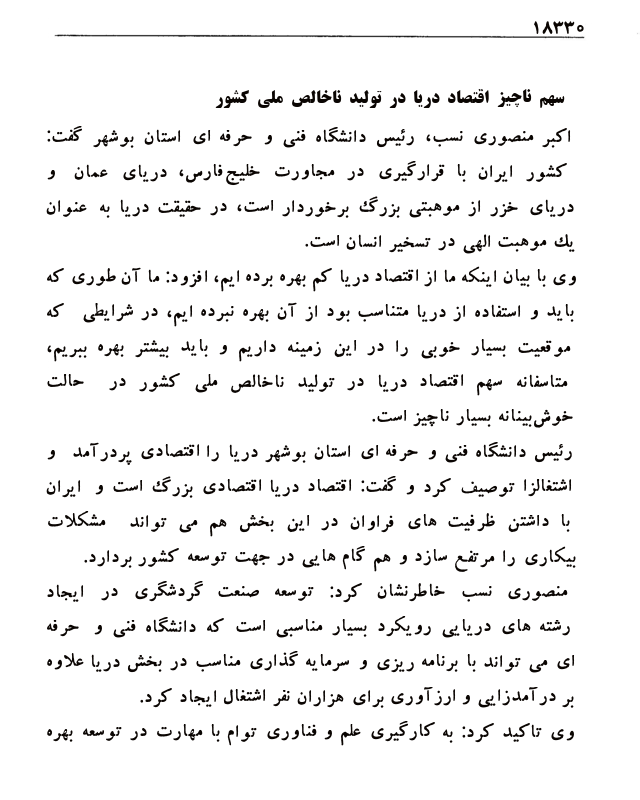 ۱۸۳۳۰
سهم ناچیز اقتصاد دریا در تولید ناخالص ملی کشور
اکبر منصوری نسب، رئیس دانشگاه فنی و حرفه ای استان بوشهر گفت:
کشور ایران با قرارگیری در مجاورت خلیج‌فارس، دریای عمان و
دریای خزر از موهبتی بزرگ برخوردار است، در حقیقت دریا به عنوان
یك موهبت الهی در تسخیر انسان است.
وی با بیان اینکه ما از اقتصاد دریا کم بهره برده ایم، افزود: ما آن طوری که
باید و استفاده از دریا متناسب بود از آن بهره نبرده ایم، در شرایطی که
موقعیت بسیار خوبی را در این زمینه داریم و باید بیشتر بهره ببریم،
متاسفانه سهم اقتصاد دریا در تولید ناخالص ملی کشور در حالت
خوش‌بینانه بسیار ناچیز است.
رئیس دانشگاه فنی و حرفه ای استان بوشهر دریا را اقتصادی پردرآمد و
اشتغالزا توصیف کرد و گفت: اقتصاد دریا اقتصادی بزرگ است و ایران
با داشتن ظرفیت های فراوان در این بخش هم می تواند مشکلات
بیکاری را مرتفع سازد و هم گام هایی در جهت توسعه کشور بردارد.
منصوری نسب خاطرنشان کرد: توسعه صنعت گردشگری در ایجاد
رشته های دریایی رویکرد بسیار مناسبی است که دانشگاه فنی و حرفه
ای می تواند با برنامه ریزی و سرمایه گذاری مناسب در بخش دریا علاوه
بر درآمدزایی و ارزآوری برای هزاران نفر اشتغال ایجاد کرد.
وی تاکید کرد: به کارگیری علم و فناوری توام با مهارت در توسعه بهره